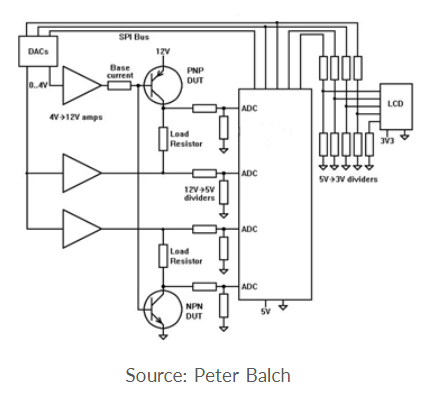 SPI Bus
DACs
12V
Base
current
PNP
DUT
0..4V
ADC
LCD
4V→12V amps
Load
Resistor
3V3
ADC
5V→3V dividers
12V→5V
dividers
ADC
Load
Resistor
ADC
NPN
DUT
5V
Source: Peter Balch